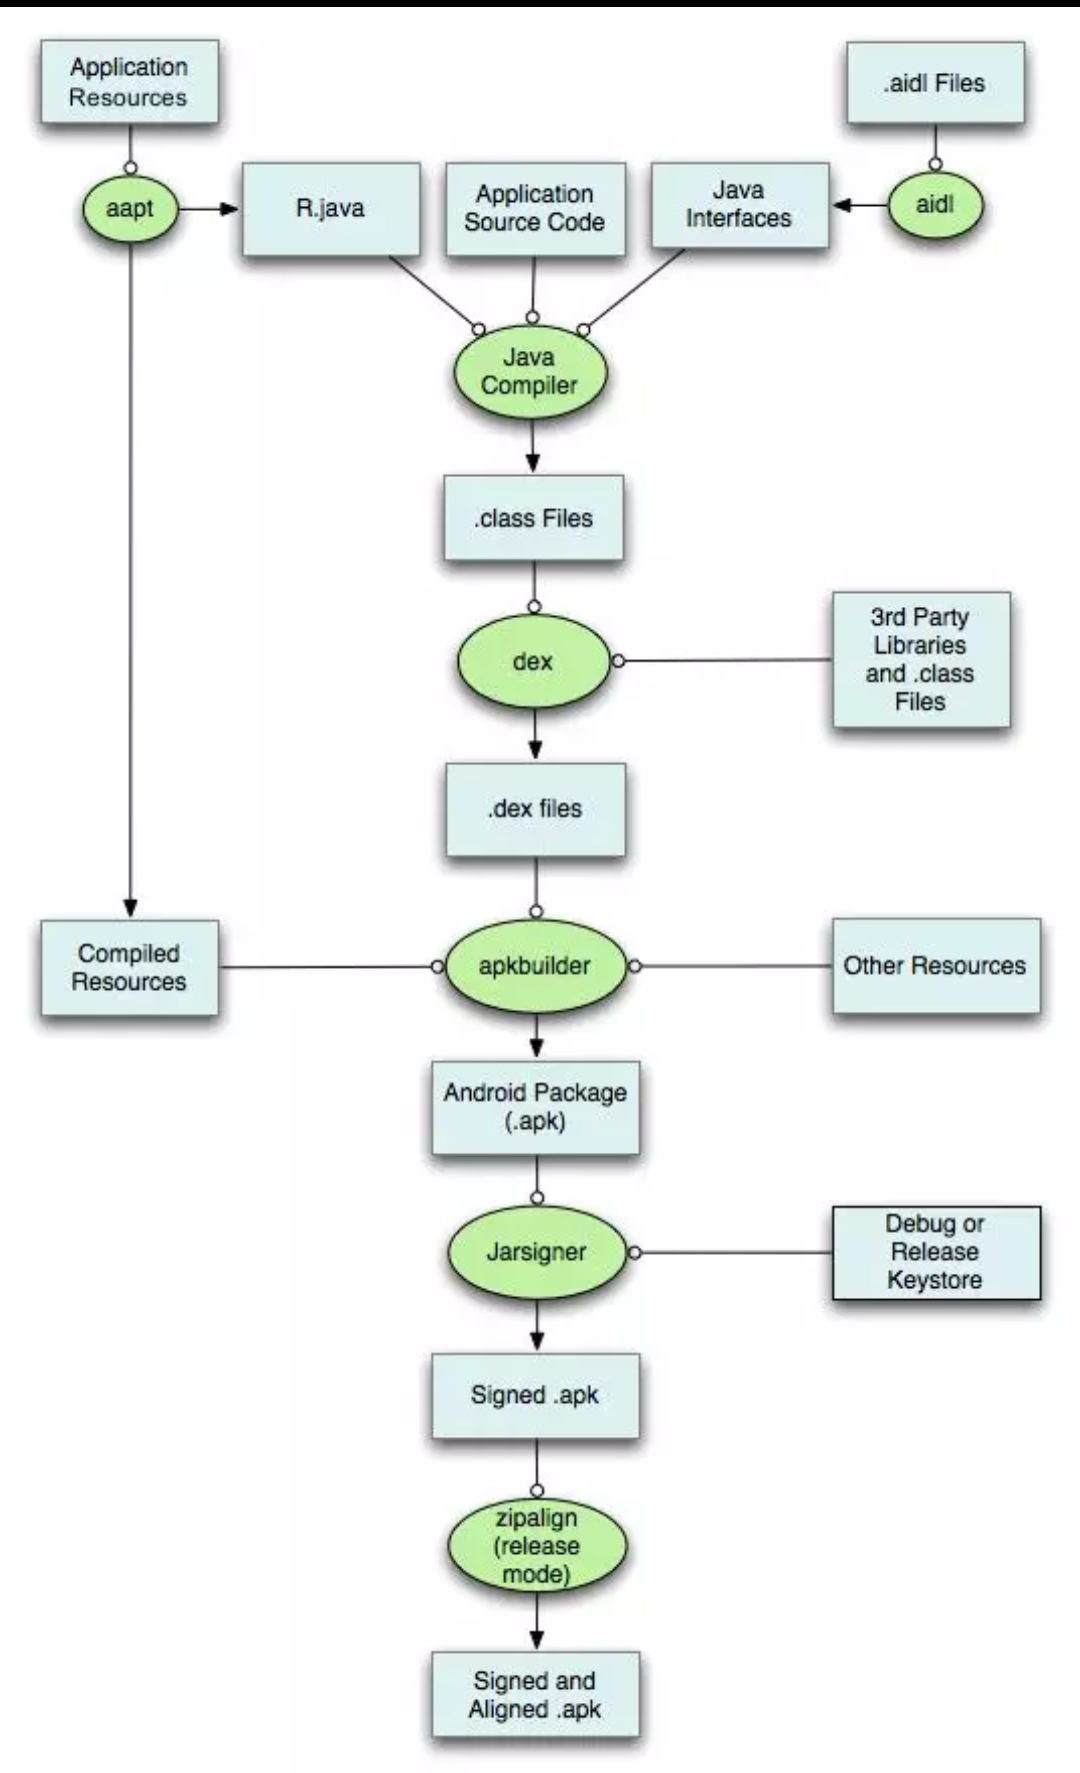 Application
Resources
.aidl Files
aapt
R.java
Application
Source Code
Java
Interfaces
aidl
Java
Compiler
.class Files
dex
3rd Party
Libraries
and .class
Files
.dex files
Compiled
Resources
apkbuilder
Other Resources
Android Package
(.apk)
Jarsigner
Debug or
Release
Keystore
Signed .apk
zipalign
(release
mode)
Signed and
Aligned .apk